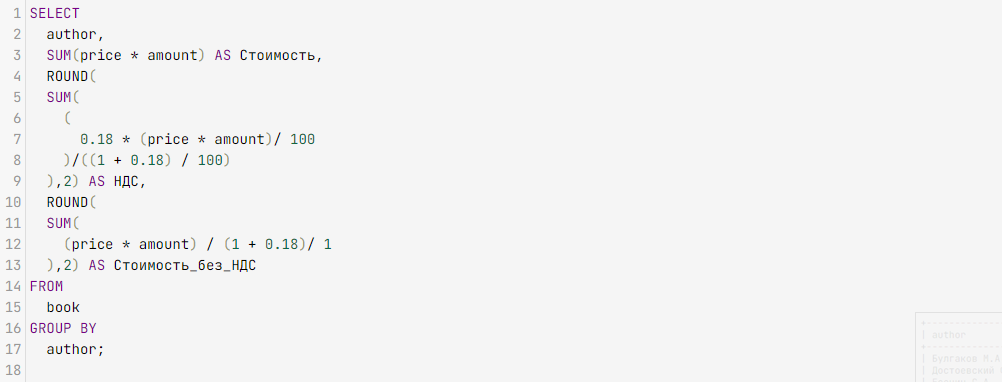 1 SELECT
2 author,
3 SUM(price * amount) AS Стоимость,
4 ROUND(
5 SUM(
6 (
7 0.18 * (price * amount)/ 100
8 )/((1 + 0.18) / 100)
9 ),2) AS НДС,
10 ROUND(
11 SUM(
12 (price * amount) / (1 + 0.18)/ 1
13 ),2) AS Стоимость_без_НДС
14 FROM
15 book
16 GROUP BY
17 author;
18
author
Булгаков М.А
Достоевский